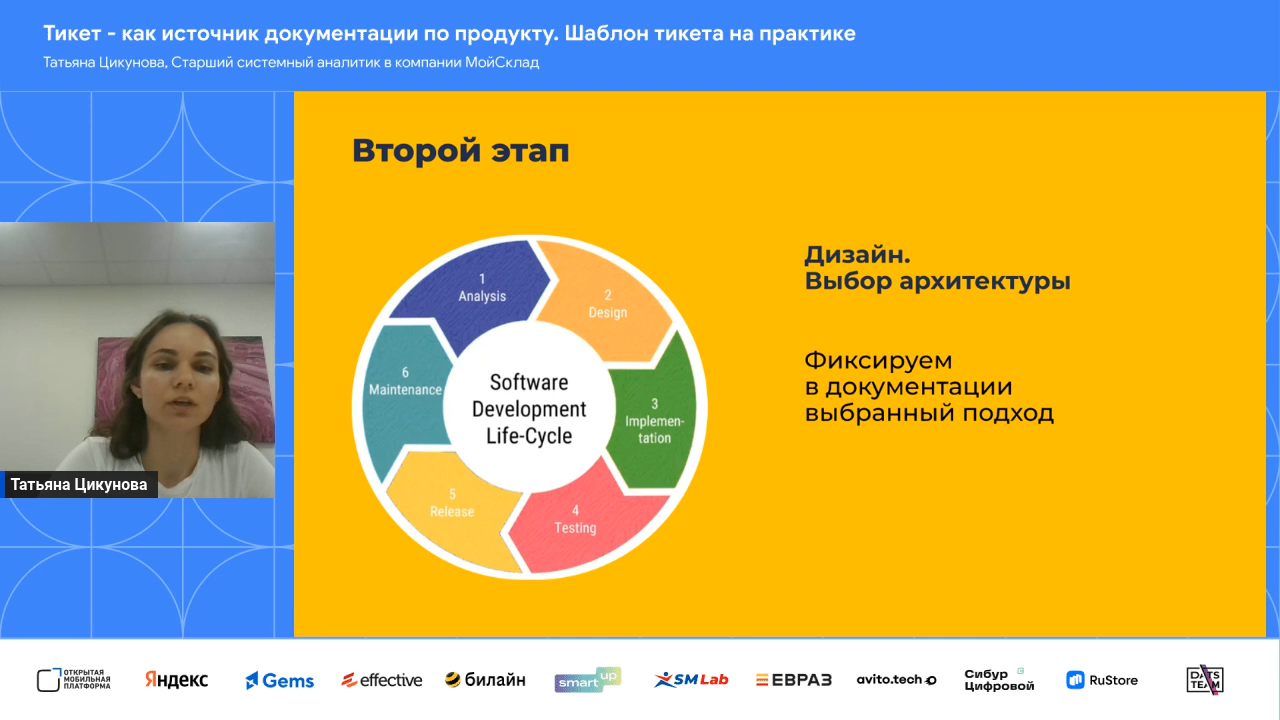 Тикет - как источник документации по продукту. Шаблон тикета на практике
Татьяна Цикунова, Старший системный аналитик в компании МойСклад
Второй этап
1
Analysis
2
Design
3
Implemen-
tation
4
Testing
5
Release
6
Maintenance
Software
Development
Life-Cycle
Дизайн.
Выбор архитектуры
Фиксируем
в документации
выбранный подход
Татьяна Цикунова
ОТКРЫТАЯ
МОБИЛЬНАЯ
ПЛАТФОРМА
Яндекс
Gems
effective
билайн
smart up
SM Lab
ЕВРАЗ
avito.tech
Сибур
Цифровой
RuStore
DATS
TEAM